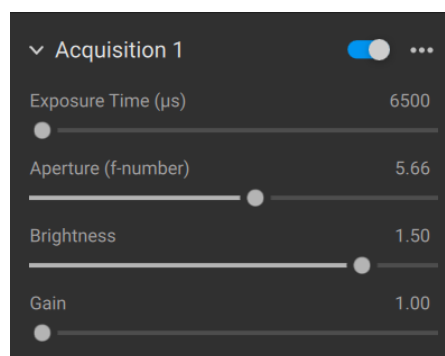 Acquisition 1
Exposure Time (µs) 6500
Aperture (f-number) 5.66
Brightness 1.50
Gain 1.00